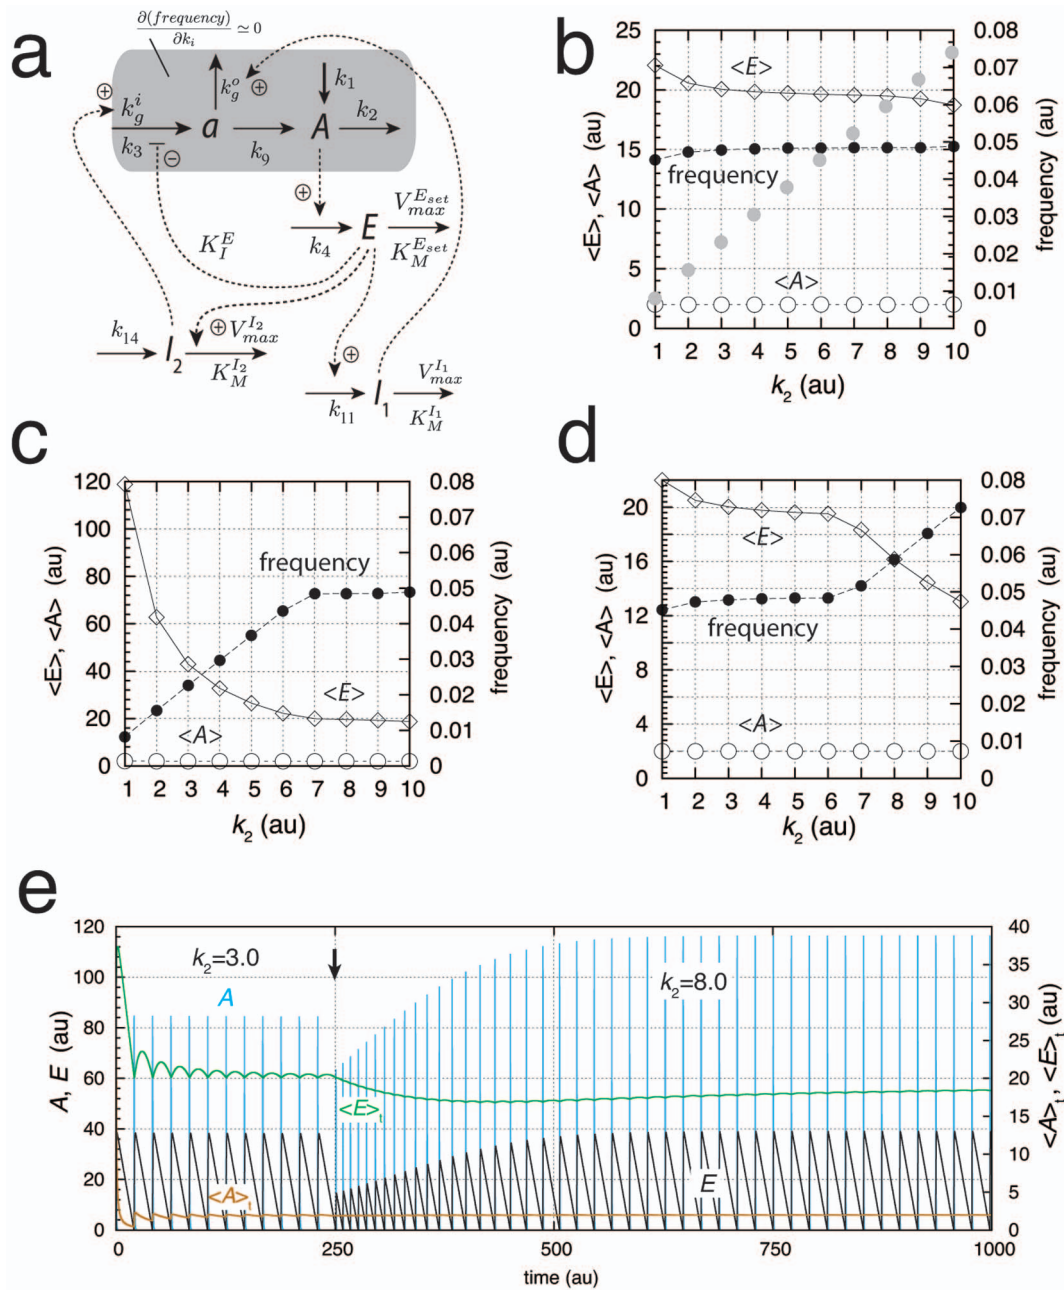 a
∂(frequency)/∂k_i ≃ 0
⊕ k_g^i k_g^o ⊕ k_1
a A k_2
k_3 ⊖ k_9
⊕ V_max^{E_set}
K_I^E k_4 E K_M^{E_set}
k_14 ⊕ V_max^{I_2}
I_2 K_M^{I_2} ⊕
V_max^{I_1}
k_11 I_1 K_M^{I_1}
b
25 0.08
<E> 0.07
20 0.06
15 0.05
frequency 0.04
10 0.03
0.02
5 <A> 0.01
0 0
<E>, <A> (au)
frequency (au)
1 2 3 4 5 6 7 8 9 10
k_2 (au)
c
120 0.08
100 0.07
frequency 0.06
80 0.05
60 0.04
40 0.03
<E> 0.02
20 <A> 0.01
0 0
<E>, <A> (au)
frequency (au)
1 2 3 4 5 6 7 8 9 10
k_2 (au)
d
20 0.08
<E> 0.07
16 0.06
12 0.05
frequency 0.04
8 0.03
4 <A> 0.02
0.01
0 0
<E>, <A> (au)
frequency (au)
1 2 3 4 5 6 7 8 9 10
k_2 (au)
e
120 40
k_2=3.0 35
100 k_2=8.0 30
A
80 25
60 20
<E>_t 15
40 10
20 <A>_t E 5
0 0
A, E (au)
<A>_t, <E>_t (au)
0 250 500 750 1000
time (au)